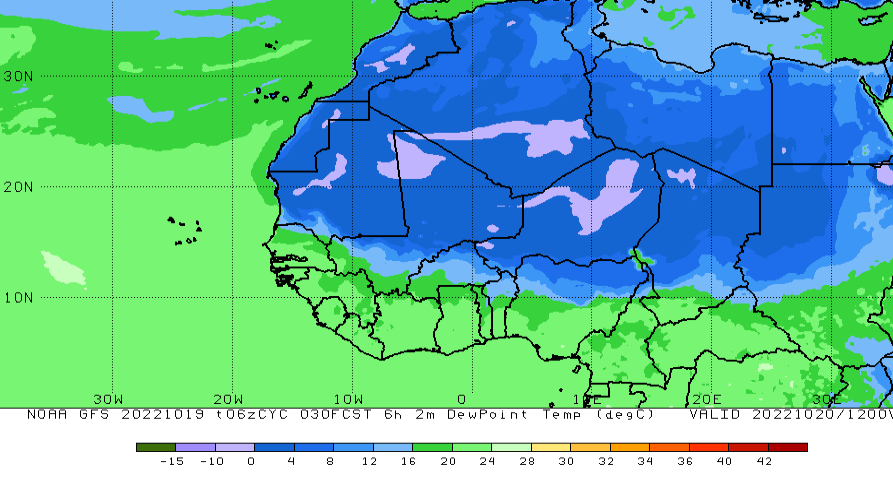 30N
20N
10N
30W 20W 10W 0 10E 20E 30E
NOAA GFS 20221019 t06zCYC 030FCST 6h 2m DewPoint Temp (degC) VALID 20221020/1200V
-15 -10 0 4 8 12 16 20 24 28 30 32 34 36 40 42